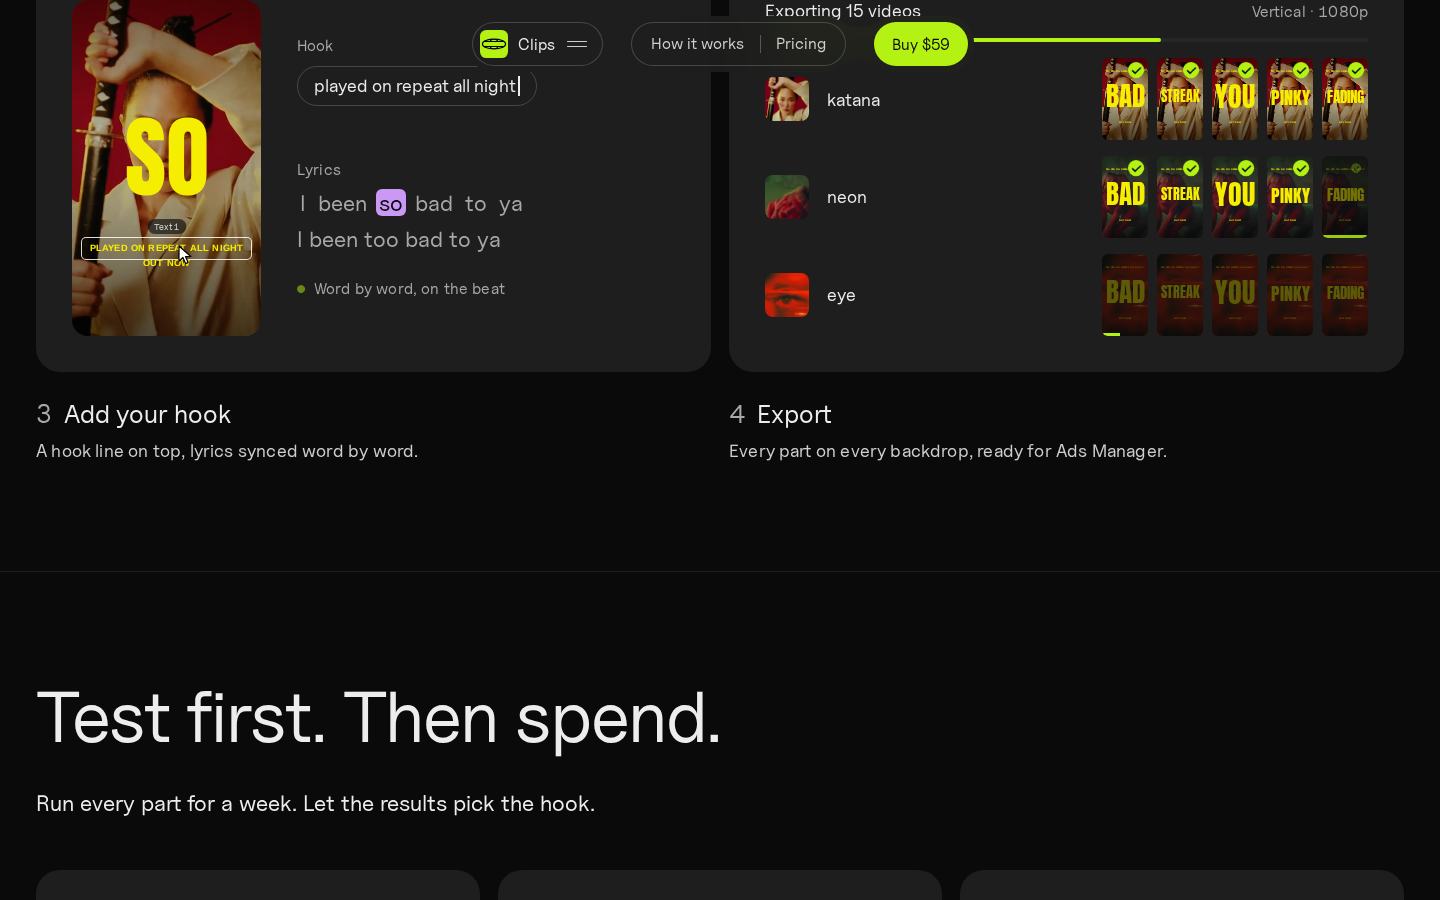 Exporting 15 videos
Vertical · 1080p
Clips
How it works
Pricing
Buy $59
Hook
played on repeat all night
SO
Text1
PLAYED ON REPEAT ALL NIGHT
OUT NOW
Lyrics
I been so bad to ya
I been too bad to ya
Word by word, on the beat
katana
BAD STREAK YOU PINKY FADING
neon
BAD STREAK YOU PINKY FADING
eye
BAD STREAK YOU PINKY FADING
3 Add your hook
A hook line on top, lyrics synced word by word.
4 Export
Every part on every backdrop, ready for Ads Manager.
Test first. Then spend.
Run every part for a week. Let the results pick the hook.